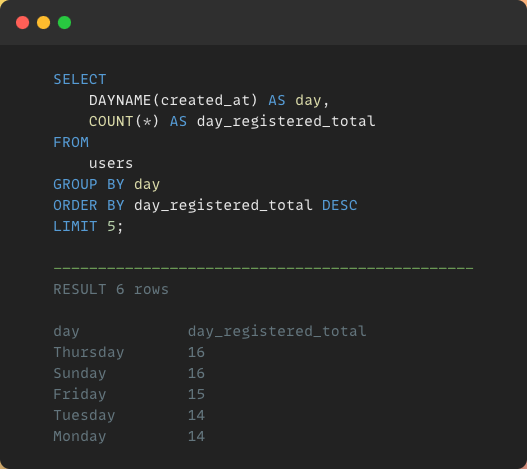 SELECT
    DAYNAME(created_at) AS day,
    COUNT(*) AS day_registered_total
FROM
    users
GROUP BY day
ORDER BY day_registered_total DESC
LIMIT 5;

-----------------------------------------------
RESULT 6 rows

day            day_registered_total
Thursday       16
Sunday         16
Friday         15
Tuesday        14
Monday         14